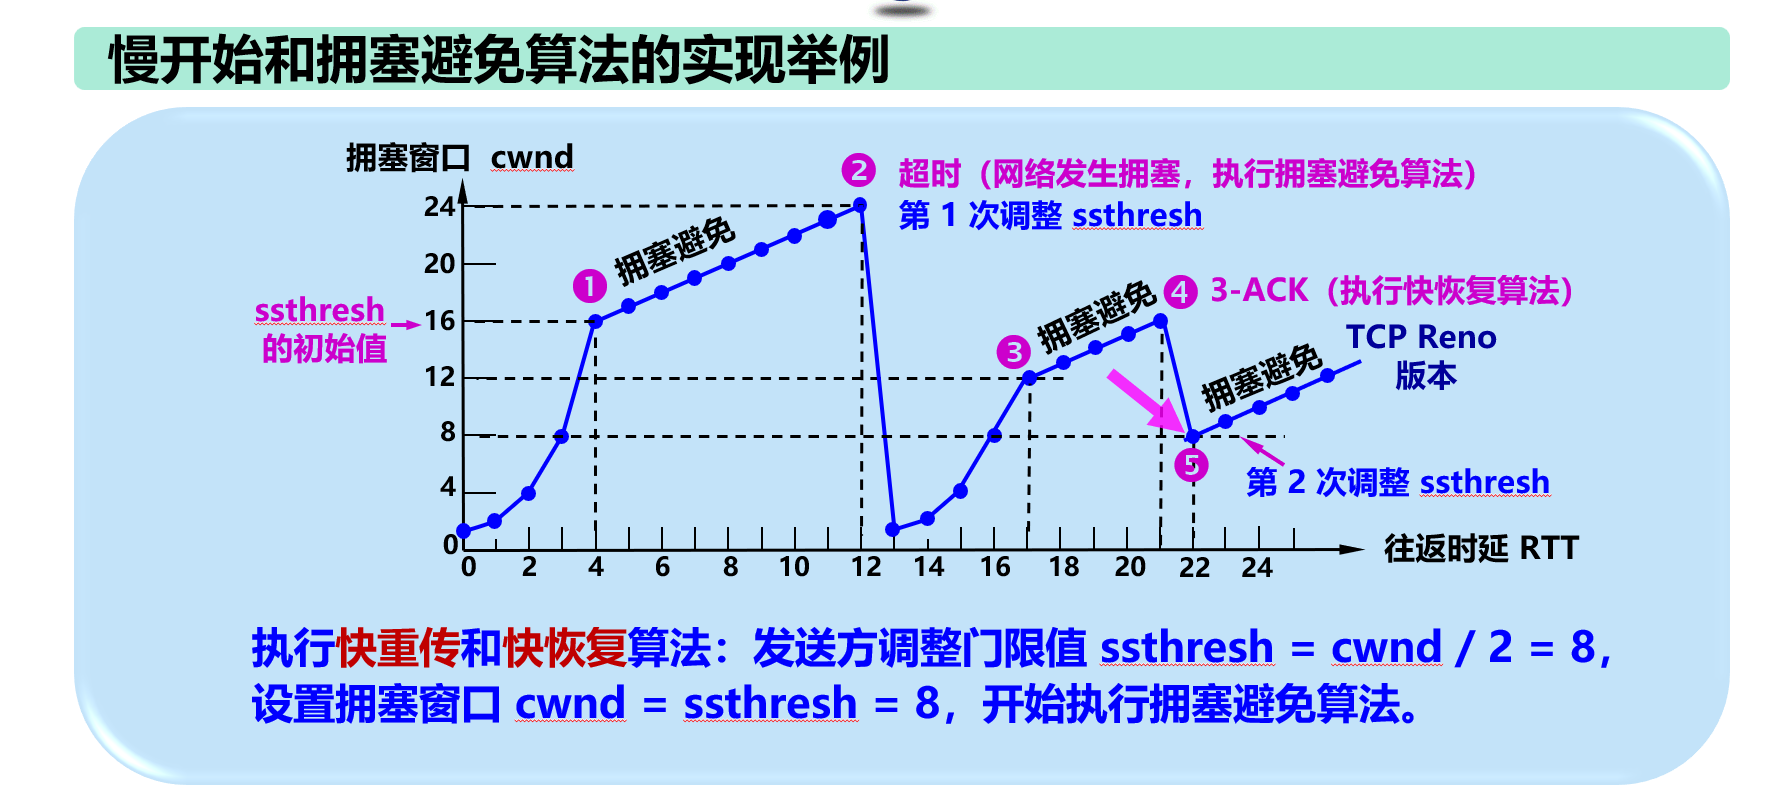 慢开始和拥塞避免算法的实现举例
拥塞窗口 cwnd
❷ 超时（网络发生拥塞，执行拥塞避免算法）
第 1 次调整 ssthresh
24
20
16
12
8
4
0
ssthresh
的初始值
❶
拥塞避免
❸
拥塞避免
❹ 3-ACK（执行快恢复算法）
TCP Reno
版本
拥塞避免
❺
第 2 次调整 ssthresh
0 2 4 6 8 10 12 14 16 18 20 22 24
往返时延 RTT
执行快重传和快恢复算法：发送方调整门限值 ssthresh = cwnd / 2 = 8，
设置拥塞窗口 cwnd = ssthresh = 8，开始执行拥塞避免算法。